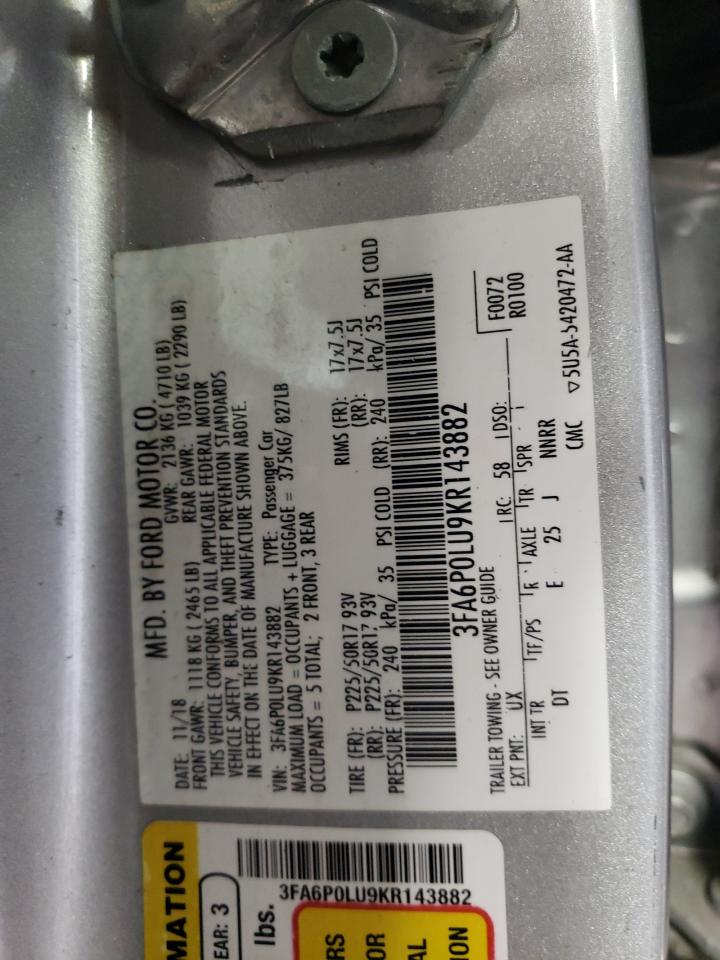 MFD. BY FORD MOTOR CO.
DATE: 11/18 GVWR: 2136 KG ( 4710 LB)
FRONT GAWR: 1118 KG ( 2465 LB) REAR GAWR: 1039 KG ( 2290 LB)
THIS VEHICLE CONFORMS TO ALL APPLICABLE FEDERAL MOTOR
VEHICLE SAFETY, BUMPER, AND THEFT PREVENTION STANDARDS
IN EFFECT ON THE DATE OF MANUFACTURE SHOWN ABOVE.
VIN: 3FA6P0LU9KR143882 TYPE: Passenger Car
MAXIMUM LOAD = OCCUPANTS + LUGGAGE = 375KG/ 827LB
OCCUPANTS = 5 TOTAL; 2 FRONT, 3 REAR
TIRE (FR): P225/50R17 93V RIMS (FR): 17x7.5J
(RR): P225/50R17 93V (RR): 17x7.5J
PRESSURE (FR): 240 kPa/ 35 PSI COLD (RR): 240 kPa/ 35 PSI COLD
3FA6P0LU9KR143882
TRAILER TOWING - SEE OWNER GUIDE F0072
EXT PNT: UX RC: 58 DSO: R0100
INT TR TP/PS R AXLE TR SPR
DT E 25 J NNRR
CMC ▽5U5A-5420472-AA
MATION
EAR: 3
lbs.
3FA6P0LU9KR143882
RS
OR
AL
ION